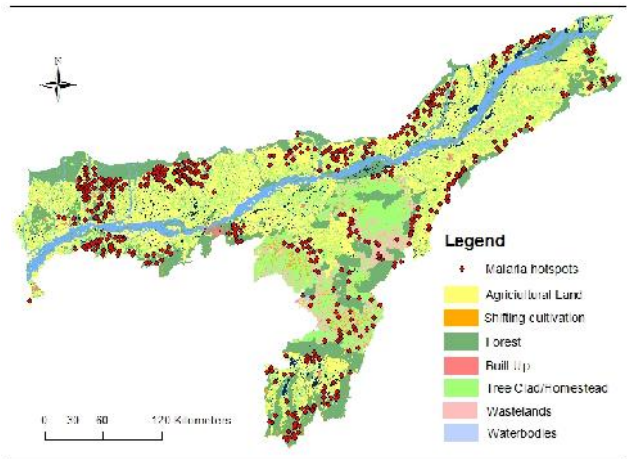 N
Legend
Malaria hotspots
Agricultural Land
Shifting cultivation
Forest
Built Up
Tree Clad/Homestead
Wastelands
Waterbodies
0 30 60 120 Kilometers